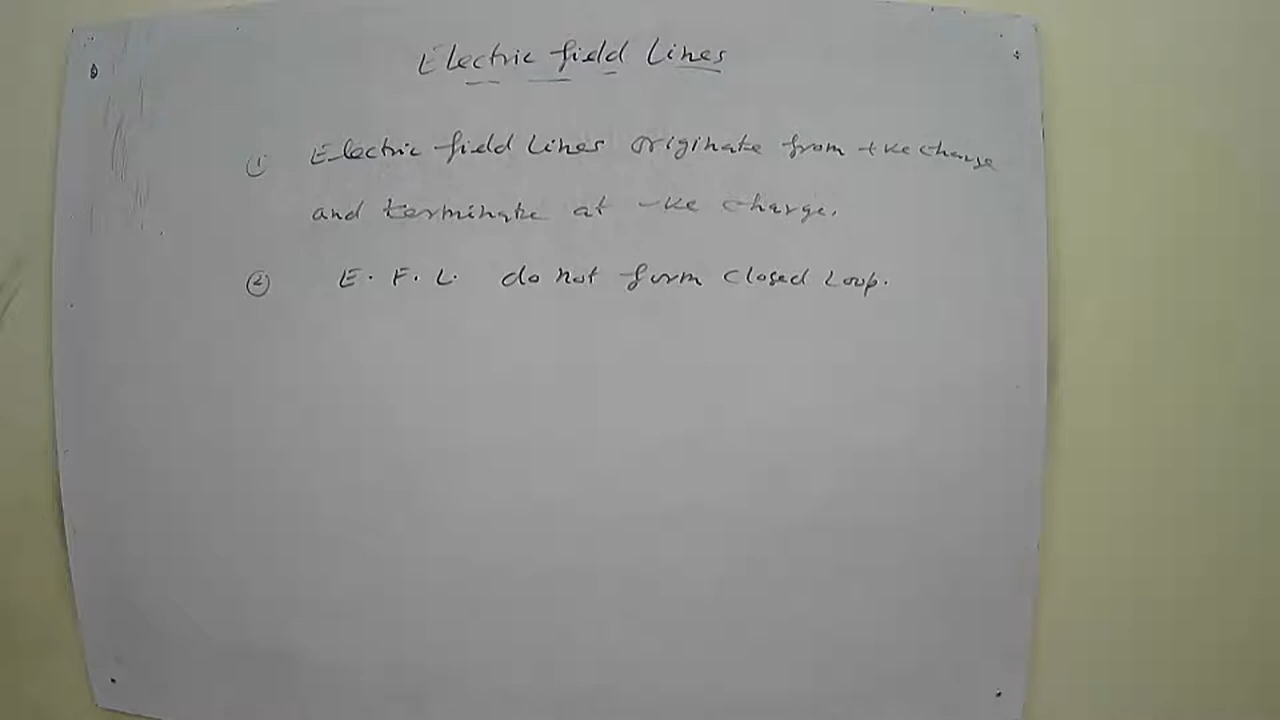 Electric field Lines
① Electric field Lines originate from +ve charge
and terminate at -ve charge.
② E. F. L. do not form closed Loop.